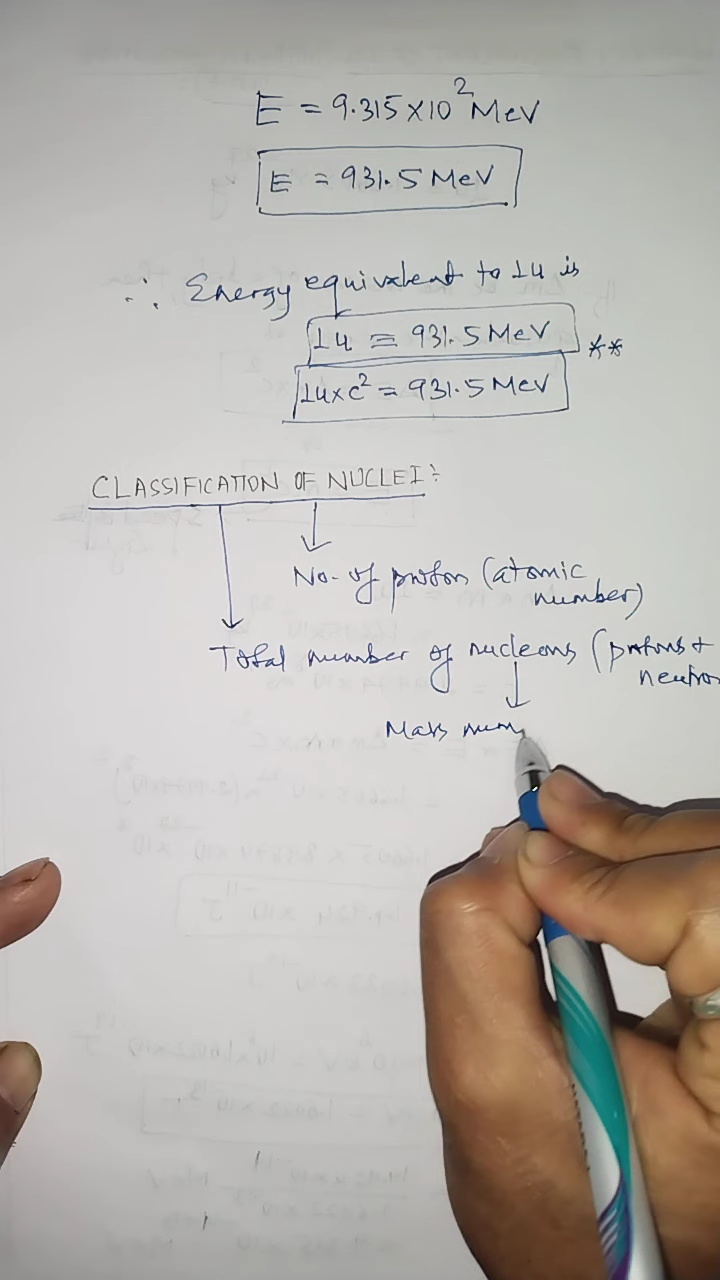 E = 9.315×10² MeV
E = 931.5 MeV
∴ Energy equivalent to 1u is
1u ≡ 931.5 MeV **
1u×c² = 931.5 MeV
CLASSIFICATION OF NUCLEI:
No. of proton (atomic
number)
Total number of nucleons (protons +
neutro
Mass num